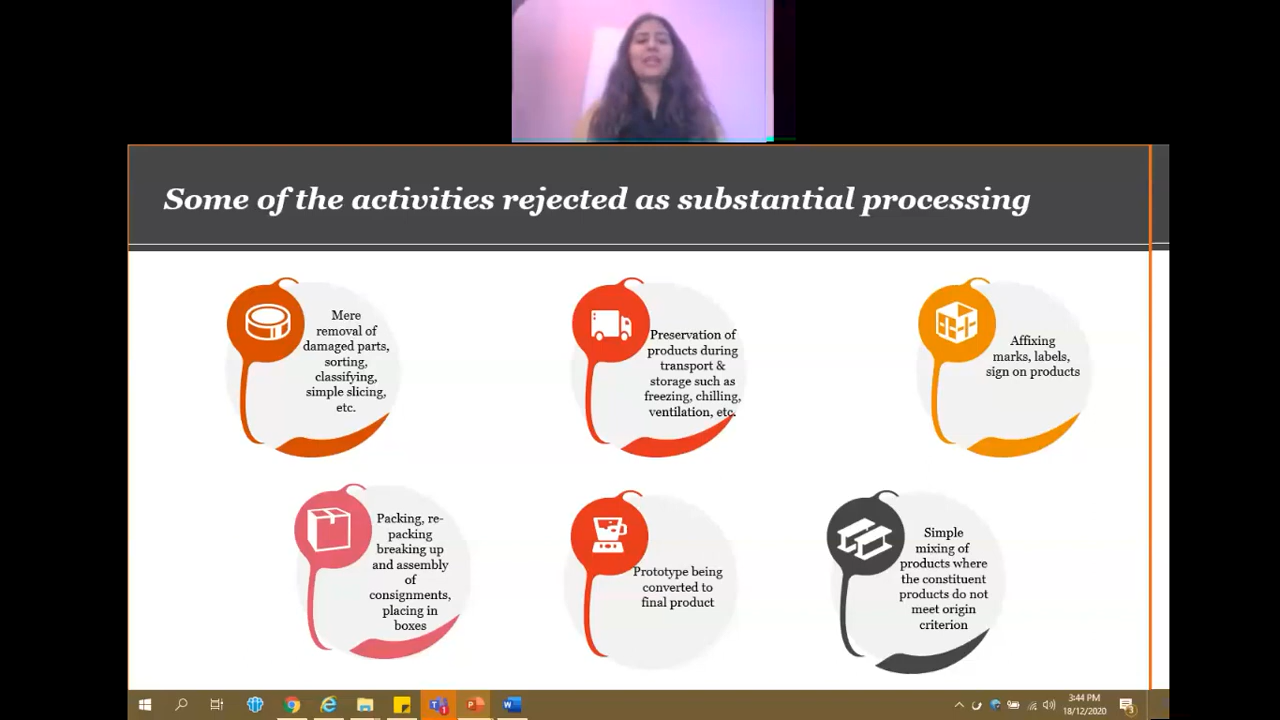 Some of the activities rejected as substantial processing
Mere
removal of
damaged parts,
sorting,
classifying,
simple slicing,
etc.
Preservation of
products during
transport &
storage such as
freezing, chilling,
ventilation, etc.
Affixing
marks, labels,
sign on products
Packing, re-
packing
breaking up
and assembly
of
consignments,
placing in
boxes
Prototype being
converted to
final product
Simple
mixing of
products where
the constituent
products do not
meet origin
criterion
3:44 PM
18/12/2020